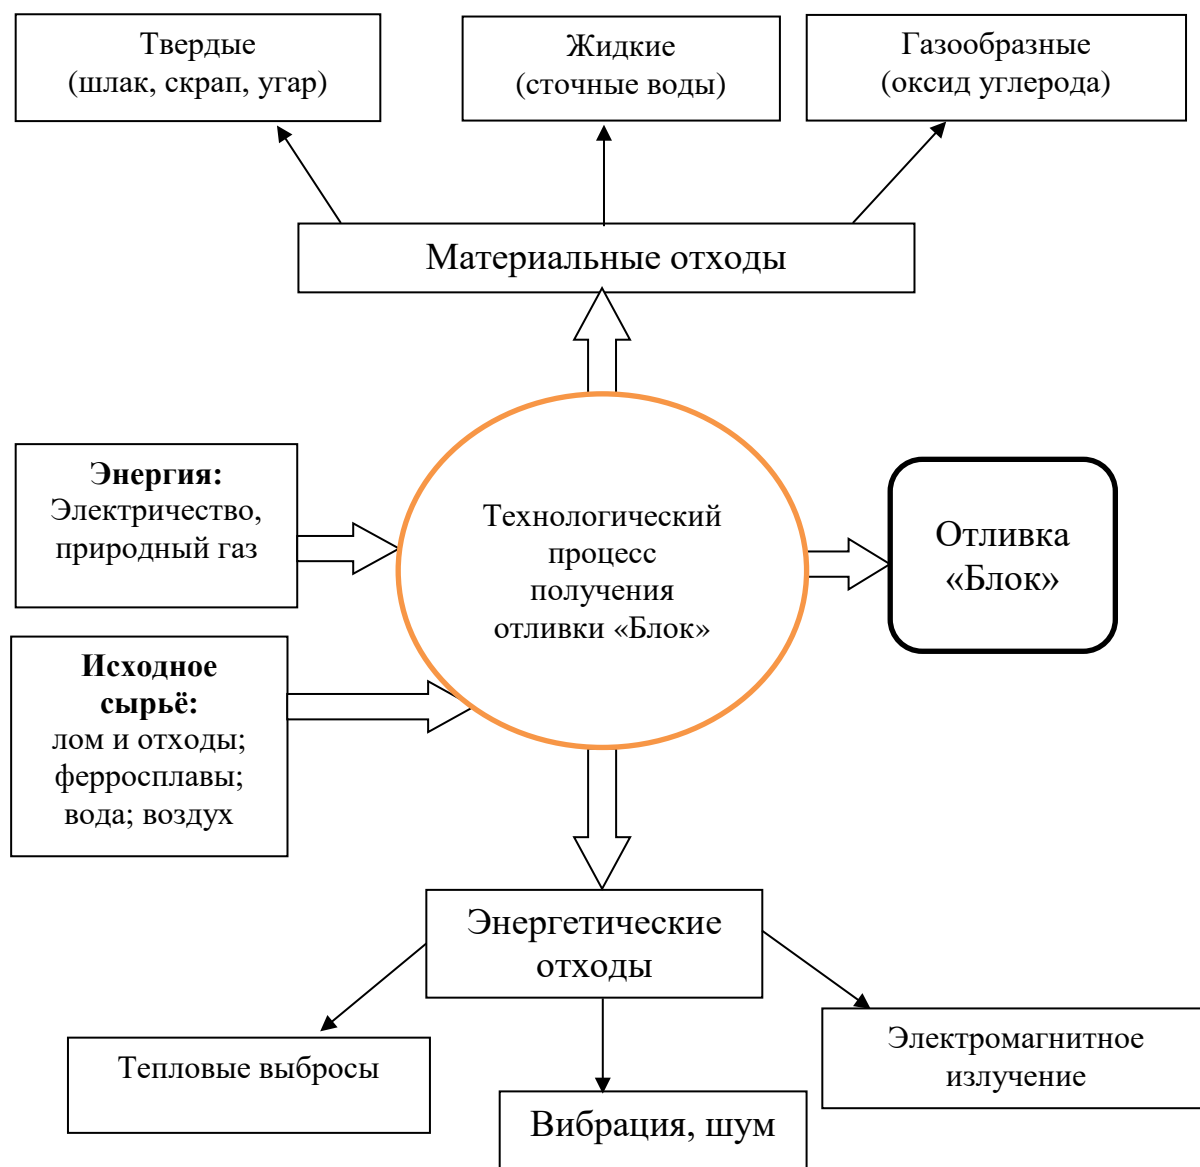 Твердые
(шлак, скрап, угар)
Жидкие
(сточные воды)
Газообразные
(оксид углерода)
Материальные отходы
Энергия:
Электричество,
природный газ
Технологический
процесс
получения
отливки «Блок»
Отливка
«Блок»
Исходное
сырьё:
лом и отходы;
ферросплавы;
вода; воздух
Энергетические
отходы
Тепловые выбросы
Вибрация, шум
Электромагнитное
излучение